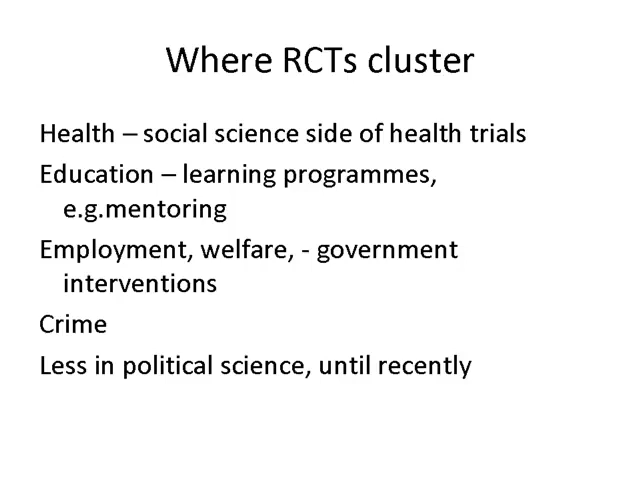 Where RCTs cluster
Health – social science side of health trials
Education – learning programmes,
e.g.mentoring
Employment, welfare, - government
interventions
Crime
Less in political science, until recently